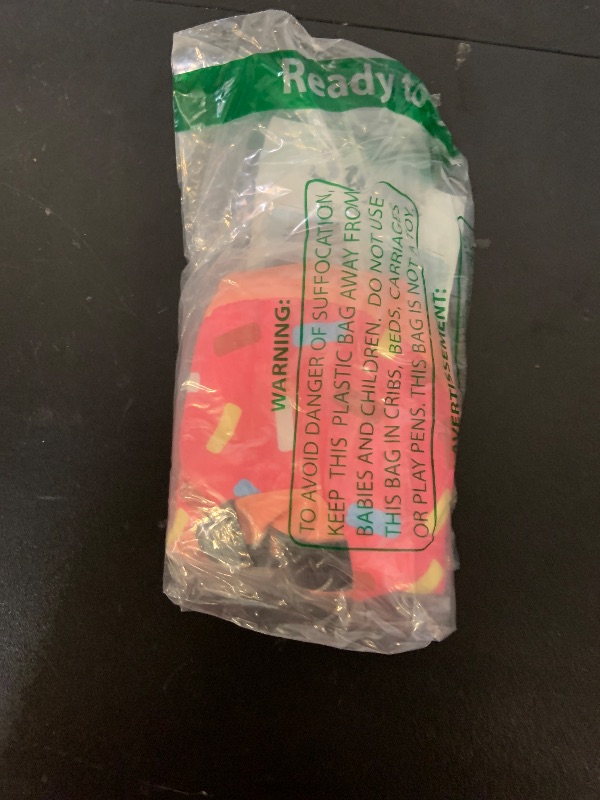 Ready to
WARNING:
TO AVOID DANGER OF SUFFOCATION,
KEEP THIS PLASTIC BAG AWAY FROM
BABIES AND CHILDREN. DO NOT USE
THIS BAG IN CRIBS, BEDS, CARRIAGES
OR PLAY PENS. THIS BAG IS NOT A TOY.
AVERTISSEMENT: